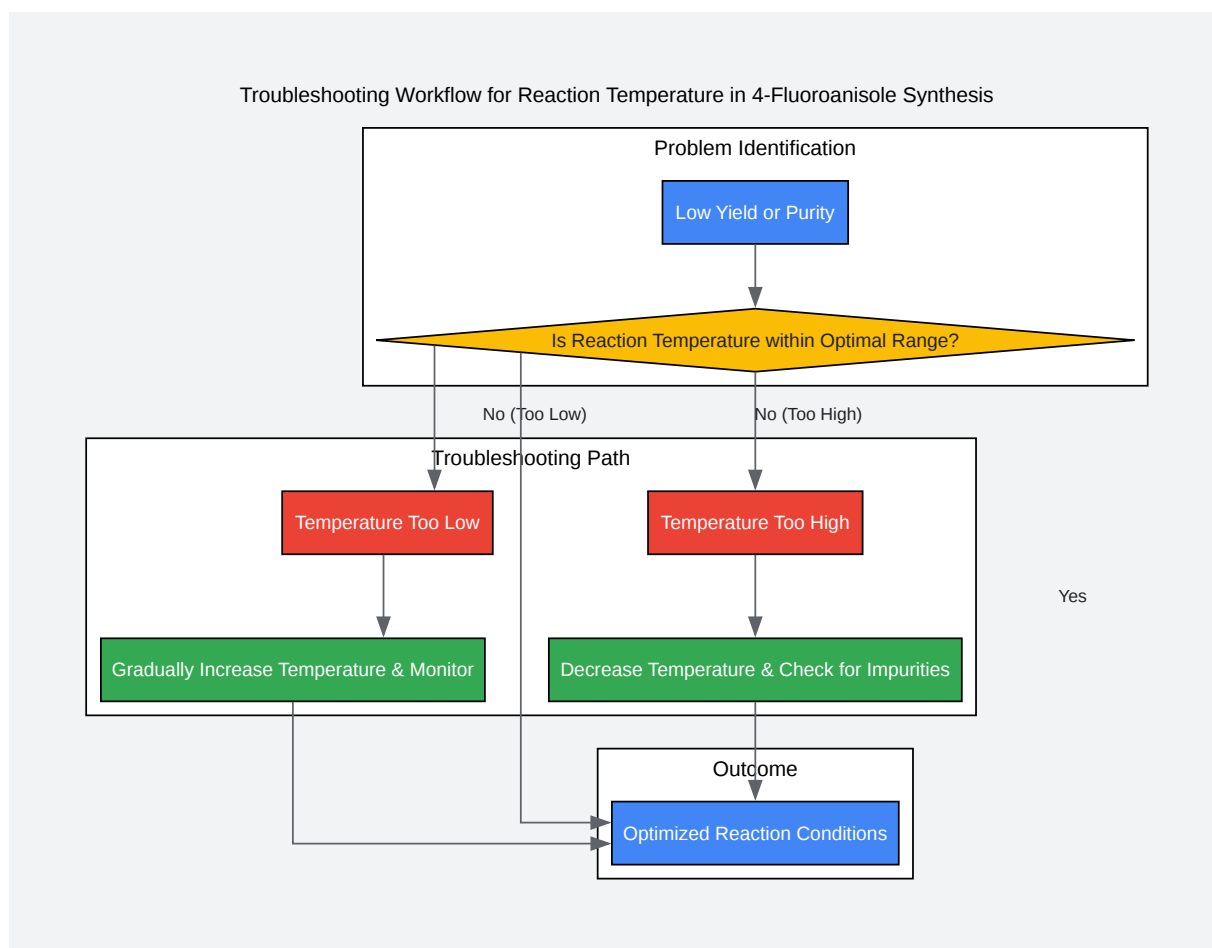 Troubleshooting Workflow for Reaction Temperature in 4-Fluoroanisole Synthesis
Problem Identification
Low Yield or Purity
Is Reaction Temperature within Optimal Range?
No (Too Low)
No (Too High)
Troubleshooting Path
Temperature Too Low
Temperature Too High
Yes
Gradually Increase Temperature & Monitor
Decrease Temperature & Check for Impurities
Outcome
Optimized Reaction Conditions